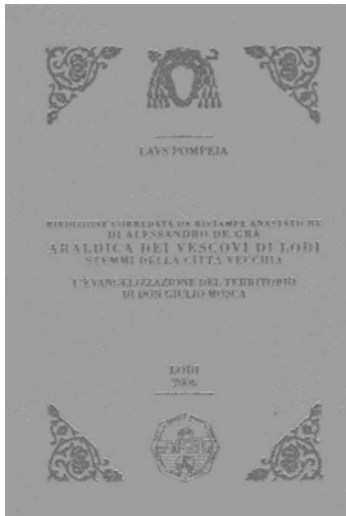 LAVS POMPEIA
RIEDIZIONE CORREDATA DA RISTAMPE ANASTATICHE
DI ALESSANDRO DE GRÀ
ARALDICA DEI VESCOVI DI LODI
STEMMI DELLA CITTÀ VECCHIA
L'EVANGELIZZAZIONE DEL TERRITORIO
DI DON GIULIO MOSCA
LODI
2006